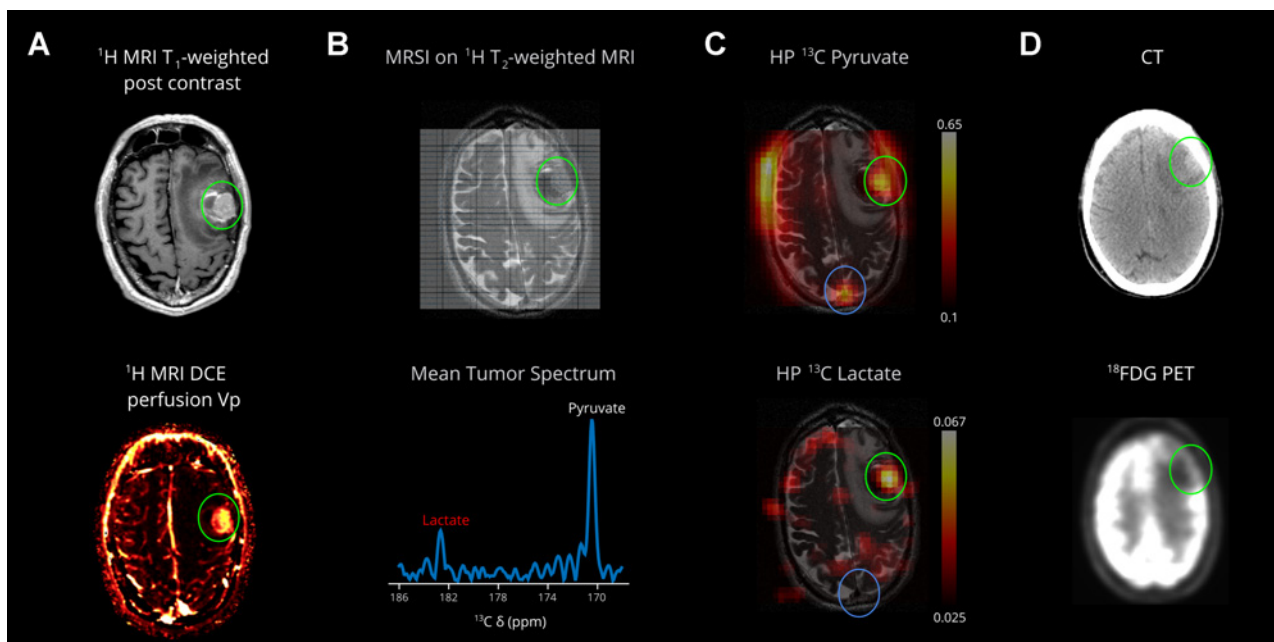 A
¹H MRI T₁-weighted
post contrast
¹H MRI DCE
perfusion Vp
B
MRSI on ¹H T₂-weighted MRI
Mean Tumor Spectrum
Pyruvate
Lactate
186 182 178 174 170
¹³C δ (ppm)
C
HP ¹³C Pyruvate
0.65
0.1
HP ¹³C Lactate
0.067
0.025
D
CT
¹⁸FDG PET